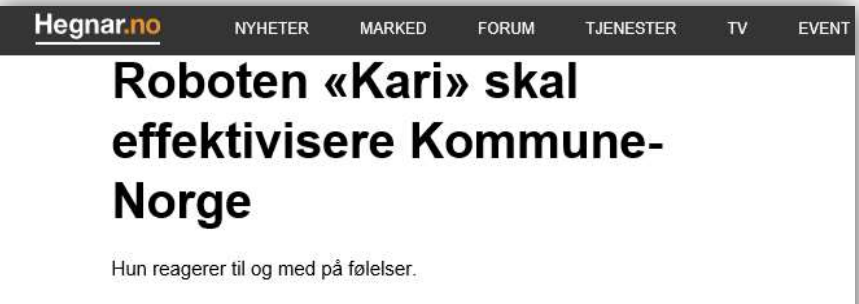 Hegnar.no NYHETER MARKED FORUM TJENESTER TV EVENT
Roboten «Kari» skal
effektivisere Kommune-
Norge
Hun reagerer til og med på følelser.